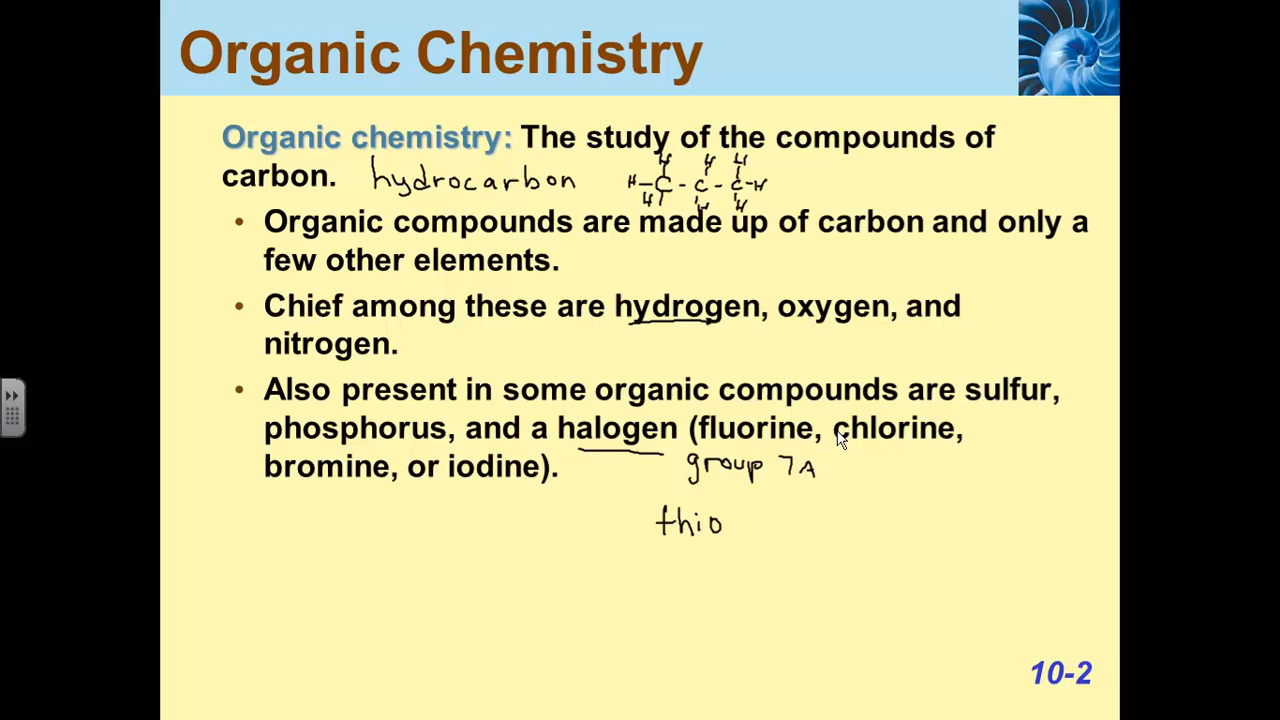 Organic Chemistry
Organic chemistry: The study of the compounds of
carbon. hydrocarbon
H H H
H-C-C-C-H
H H H
• Organic compounds are made up of carbon and only a
few other elements.
• Chief among these are hydrogen, oxygen, and
nitrogen.
• Also present in some organic compounds are sulfur,
phosphorus, and a halogen (fluorine, chlorine,
bromine, or iodine).
group 7A
thio
10-2